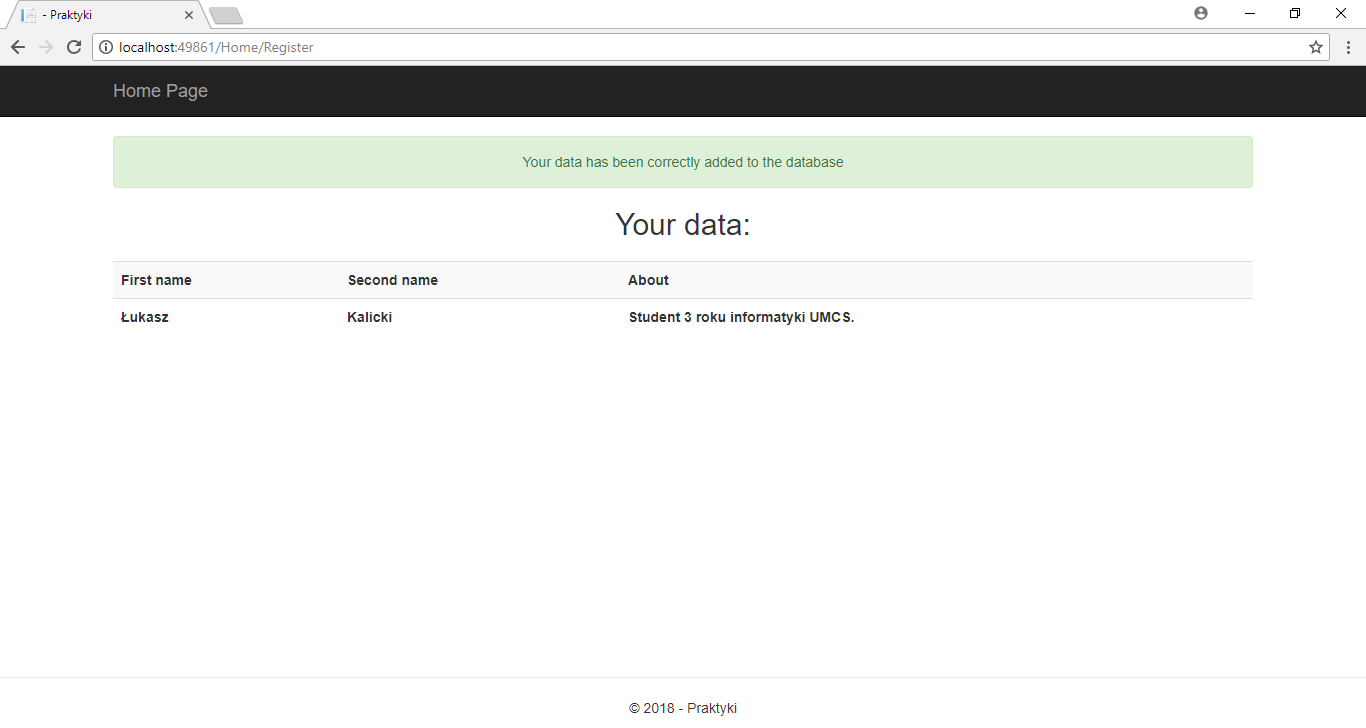 - Praktyki
localhost:49861/Home/Register
Home Page
Your data has been correctly added to the database
Your data:
First name Second name About
Łukasz Kalicki Student 3 roku informatyki UMCS.
© 2018 - Praktyki